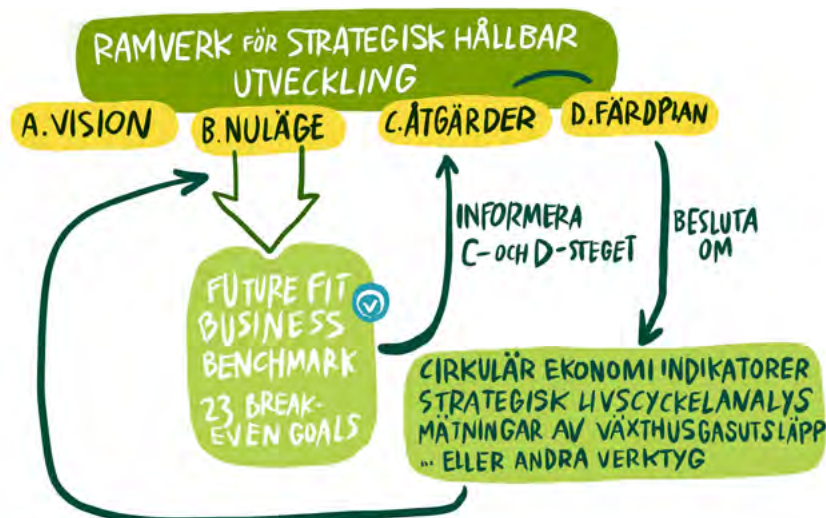 RAMVERK FÖR STRATEGISK HÅLLBAR
UTVECKLING
A. VISION
B. NULÄGE
C. ÅTGÄRDER
D. FÄRDPLAN
INFORMERA
C- OCH D-STEGET
BESLUTA
OM
FUTURE FIT
BUSINESS
BENCHMARK
23 BREAK-
EVEN GOALS
CIRKULÄR EKONOMI INDIKATORER
STRATEGISK LIVSCYCKELANALYS
MÄTNINGAR AV VÄXTHUSGASUTSLÄPP
... ELLER ANDRA VERKTYG